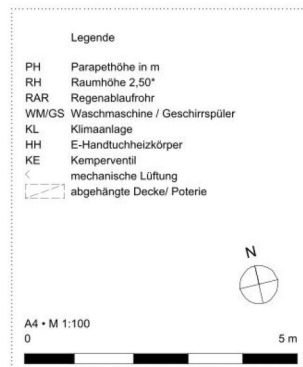 Legende
PH Parapethöhe in m
RH Raumhöhe 2,50*
RAR Regenablaufrohr
WM/GS Waschmaschine / Geschirrspüler
KL Klimaanlage
HH E-Handtuchheizkörper
KE Kemperventil
mechanische Lüftung
abgehängte Decke/ Poterie
N
A4 • M 1:100
0 5 m